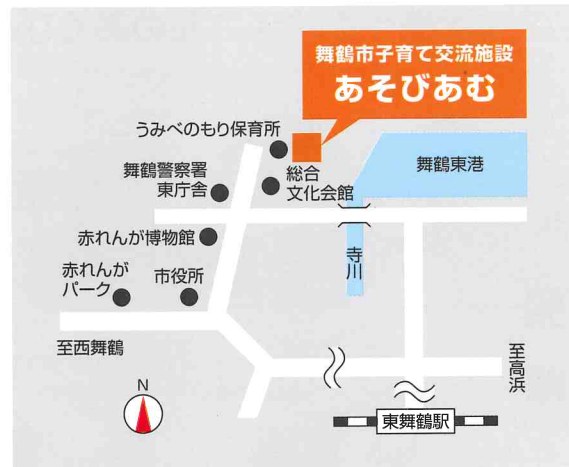 舞鶴市子育て交流施設
あそびあむ
うみべのもり保育所
舞鶴東港
総合
文化会館
舞鶴警察署
東庁舎
赤れんが博物館
寺川
赤れんが
パーク
市役所
至西舞鶴
至高浜
N
東舞鶴駅